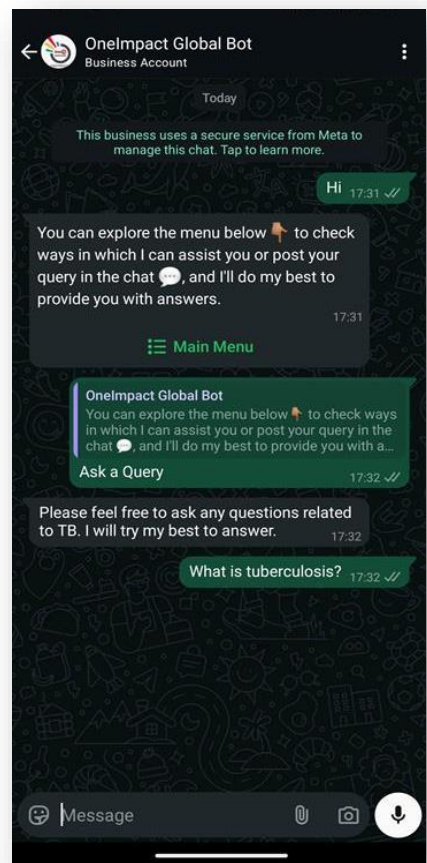 OneImpact Global Bot
Business Account
Today
This business uses a secure service from Meta to
manage this chat. Tap to learn more.
Hi 17:31
You can explore the menu below 👇🏽 to check
ways in which I can assist you or post your
query in the chat 💬, and I'll do my best to
provide you with answers.
17:31
Main Menu
OneImpact Global Bot
You can explore the menu below 👇🏽 to check ways
in which I can assist you or post your query in the
chat 💬, and I'll do my best to provide you with a...
Ask a Query 17:32
Please feel free to ask any questions related
to TB. I will try my best to answer. 17:32
What is tuberculosis? 17:32
Message